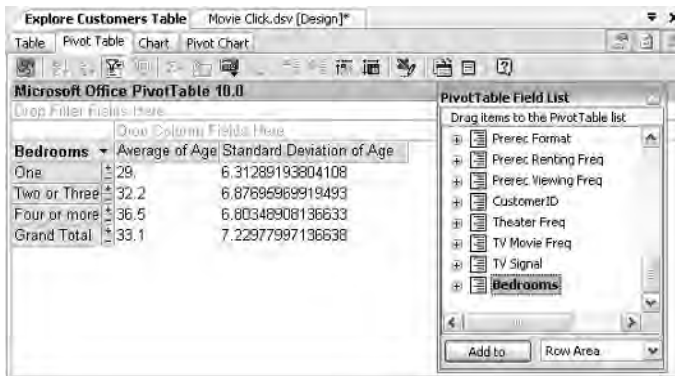 Explore Customers Table Movie Click.dsv [Design]*
Table Pivot Table Chart Pivot Chart
Microsoft Office PivotTable 10.0
Drop Filter Fields Here
Drop Column Fields Here
Bedrooms Average of Age Standard Deviation of Age
One 29. 6.31289193804108
Two or Three 32.2 6.87695969919493
Four or more 36.5 6.80348908136633
Grand Total 33.1 7.22977997136638
PivotTable Field List
Drag items to the PivotTable list
Prerec Format
Prerec Renting Freq
Prerec Viewing Freq
CustomerID
Theater Freq
TV Movie Freq
TV Signal
Bedrooms
Add to Row Area